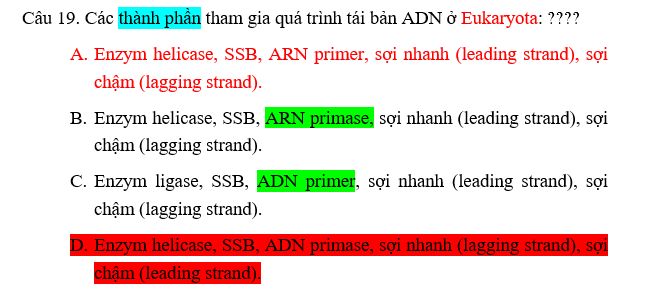 Câu 19. Các thành phần tham gia quá trình tái bản ADN ở Eukaryota: ????
A. Enzym helicase, SSB, ARN primer, sợi nhanh (leading strand), sợi
chậm (lagging strand).
B. Enzym helicase, SSB, ARN primase, sợi nhanh (leading strand), sợi
chậm (lagging strand).
C. Enzym ligase, SSB, ADN primer, sợi nhanh (leading strand), sợi
chậm (lagging strand).
D. Enzym helicase, SSB, ADN primase, sợi nhanh (lagging strand), sợi
chậm (leading strand).